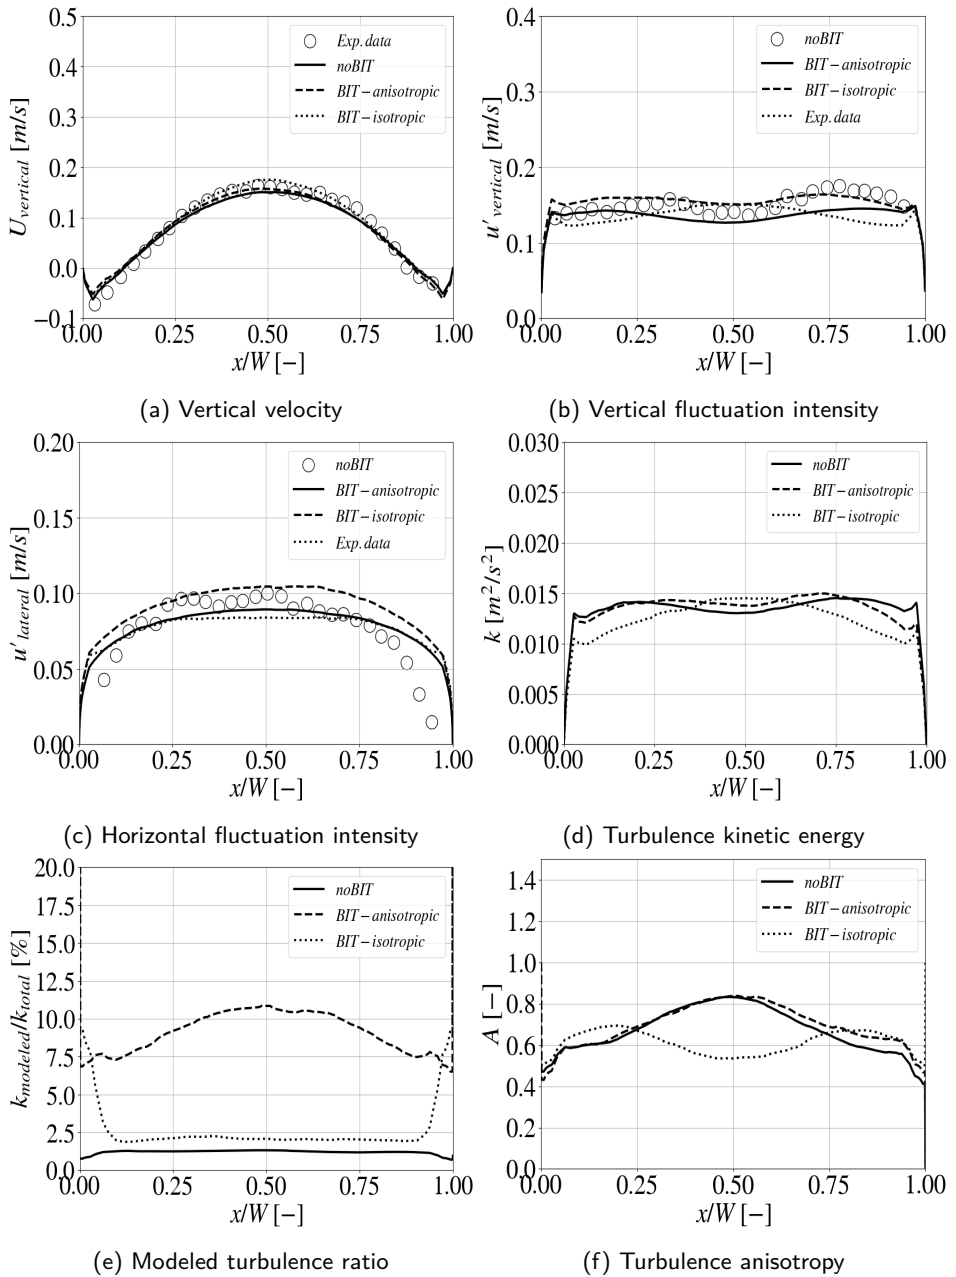 0.5
0.4
0.3
0.2
0.1
0.0
−0.1
U_vertical [m/s]
Exp. data
noBIT
BIT − anisotropic
BIT − isotropic
0.00 0.25 0.50 0.75 1.00
x/W [−]
(a) Vertical velocity
0.4
0.3
0.2
0.1
0.0
u′_vertical [m/s]
noBIT
BIT − anisotropic
BIT − isotropic
Exp. data
0.00 0.25 0.50 0.75 1.00
x/W [−]
(b) Vertical fluctuation intensity
0.20
0.15
0.10
0.05
0.00
u′_lateral [m/s]
noBIT
BIT − anisotropic
BIT − isotropic
Exp. data
0.00 0.25 0.50 0.75 1.00
x/W [−]
(c) Horizontal fluctuation intensity
0.030
0.025
0.020
0.015
0.010
0.005
0.000
k [m²/s²]
noBIT
BIT − anisotropic
BIT − isotropic
0.00 0.25 0.50 0.75 1.00
x/W [−]
(d) Turbulence kinetic energy
20.0
17.5
15.0
12.5
10.0
7.5
5.0
2.5
0.0
k_modeled/k_total [%]
noBIT
BIT − anisotropic
BIT − isotropic
0.00 0.25 0.50 0.75 1.00
x/W [−]
(e) Modeled turbulence ratio
1.4
1.2
1.0
0.8
0.6
0.4
0.2
0.0
A [−]
noBIT
BIT − anisotropic
BIT − isotropic
0.00 0.25 0.50 0.75 1.00
x/W [−]
(f) Turbulence anisotropy